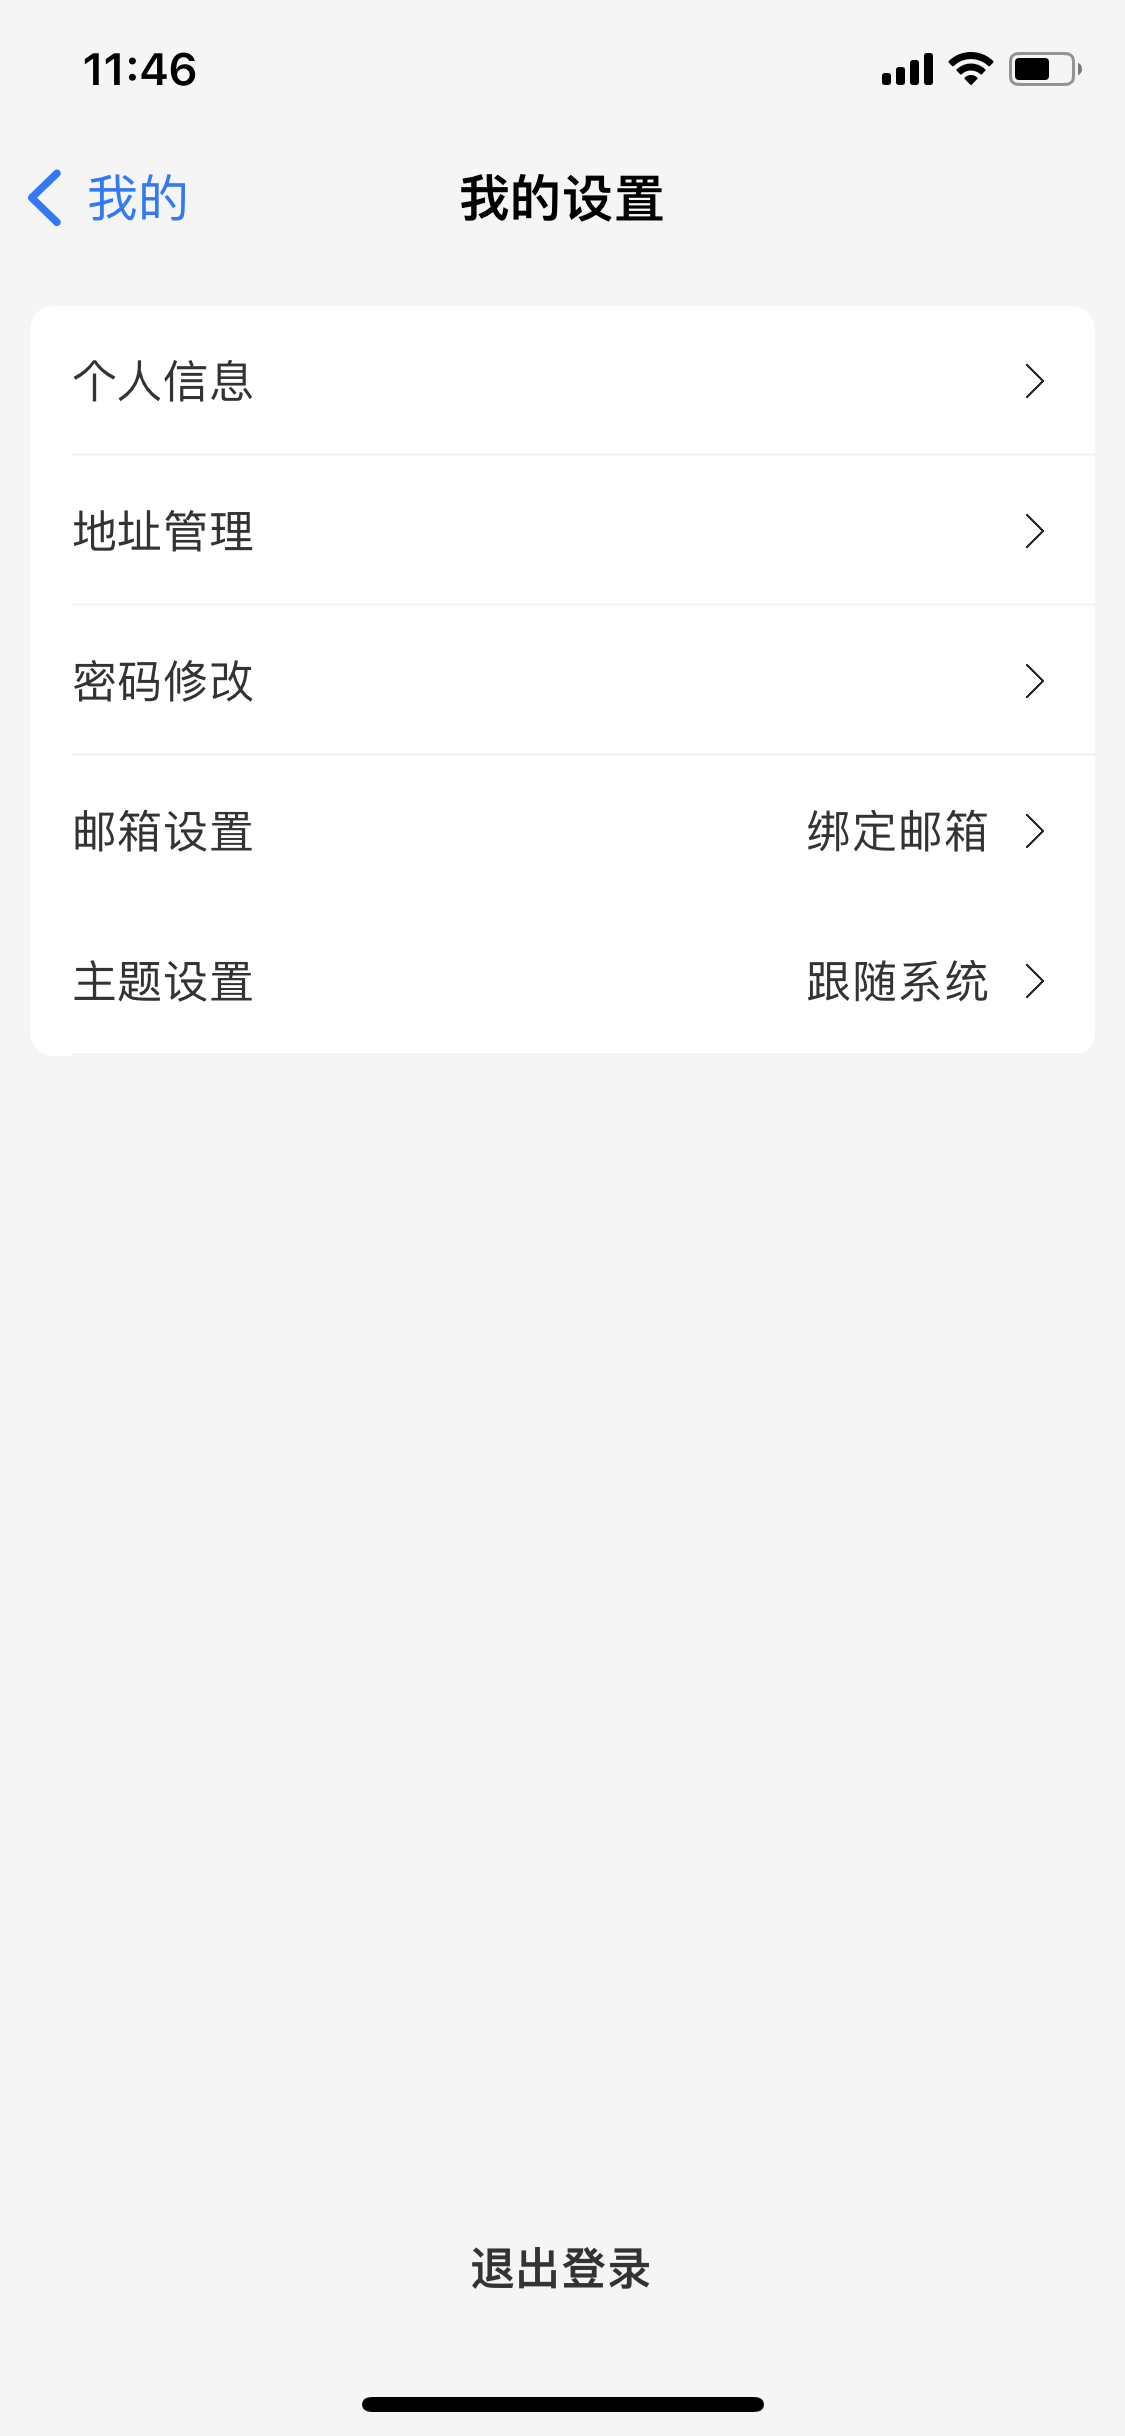 11:46
我的
我的设置
个人信息
地址管理
密码修改
邮箱设置 绑定邮箱
主题设置 跟随系统
退出登录